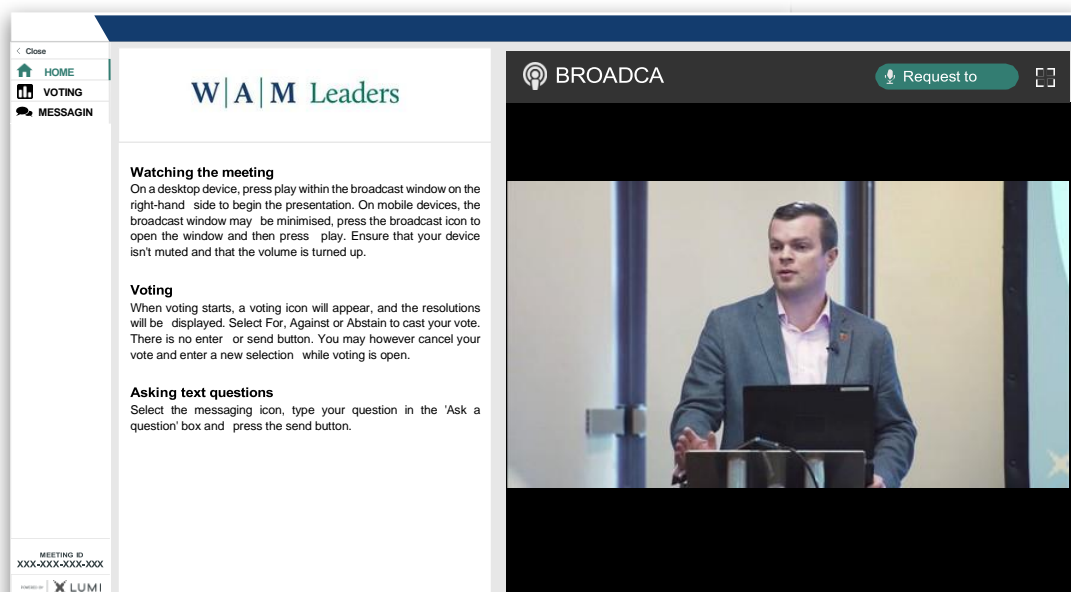 Close
HOME
VOTING
MESSAGIN
W|A|M Leaders
Watching the meeting
On a desktop device, press play within the broadcast window on the
right-hand side to begin the presentation. On mobile devices, the
broadcast window may be minimised, press the broadcast icon to
open the window and then press play. Ensure that your device
isn't muted and that the volume is turned up.
Voting
When voting starts, a voting icon will appear, and the resolutions
will be displayed. Select For, Against or Abstain to cast your vote.
There is no enter or send button. You may however cancel your
vote and enter a new selection while voting is open.
Asking text questions
Select the messaging icon, type your question in the 'Ask a
question' box and press the send button.
MEETING ID
XXX-XXX-XXX-XXX
POWERED BY LUMI
BROADCA
Request to